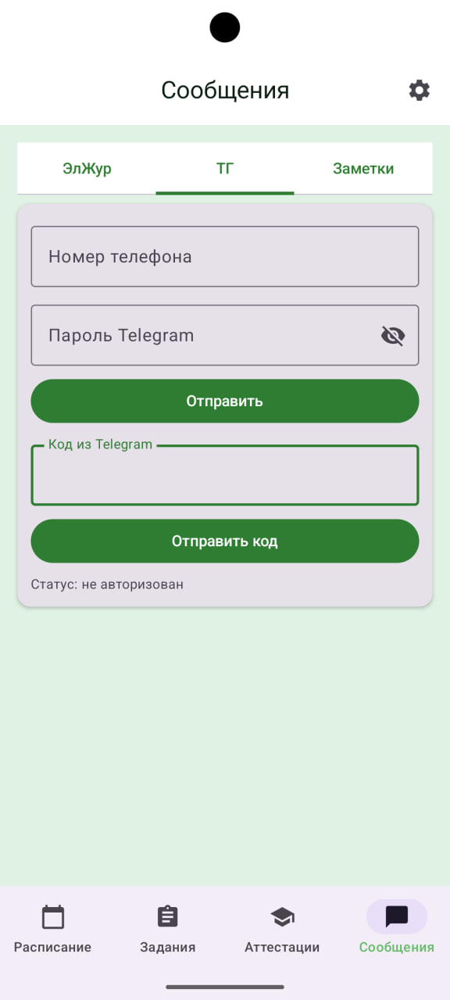 Сообщения
ЭлЖур ТГ Заметки
Номер телефона
Пароль Telegram
Отправить
Код из Telegram
Отправить код
Статус: не авторизован
Расписание Задания Аттестации Сообщения